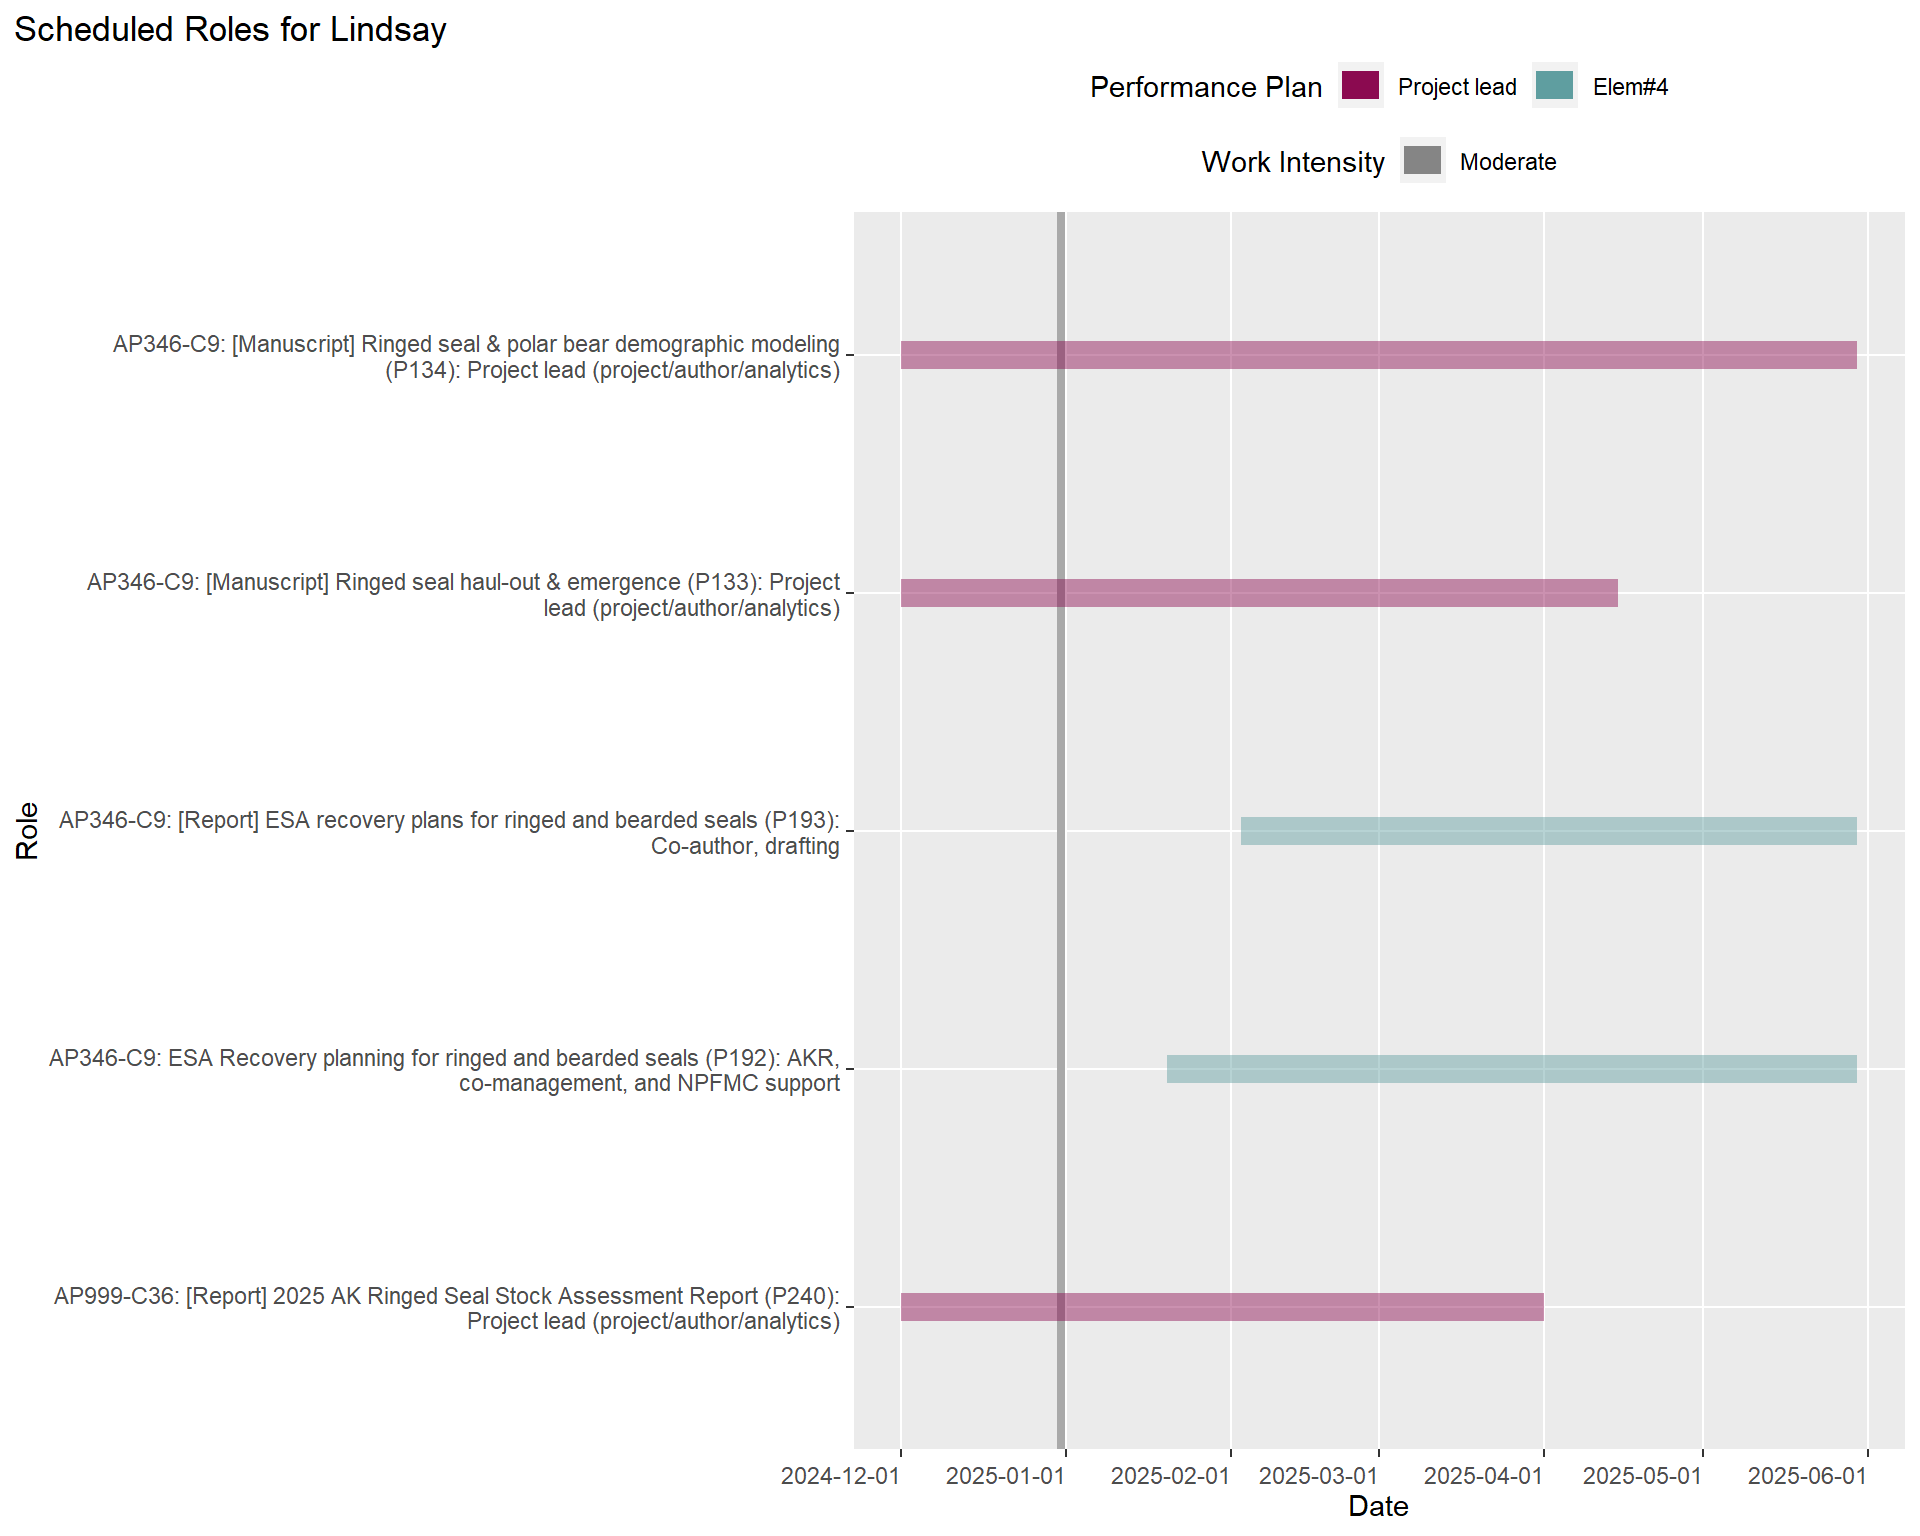 Scheduled Roles for Lindsay
Performance Plan Project lead Elem#4
Work Intensity Moderate
AP346-C9: [Manuscript] Ringed seal & polar bear demographic modeling
(P134): Project lead (project/author/analytics)
AP346-C9: [Manuscript] Ringed seal haul-out & emergence (P133): Project
lead (project/author/analytics)
Role
AP346-C9: [Report] ESA recovery plans for ringed and bearded seals (P193):
Co-author, drafting
AP346-C9: ESA Recovery planning for ringed and bearded seals (P192): AKR,
co-management, and NPFMC support
AP999-C36: [Report] 2025 AK Ringed Seal Stock Assessment Report (P240):
Project lead (project/author/analytics)
2024-12-01 2025-01-01 2025-02-01 2025-03-01 2025-04-01 2025-05-01 2025-06-01
Date